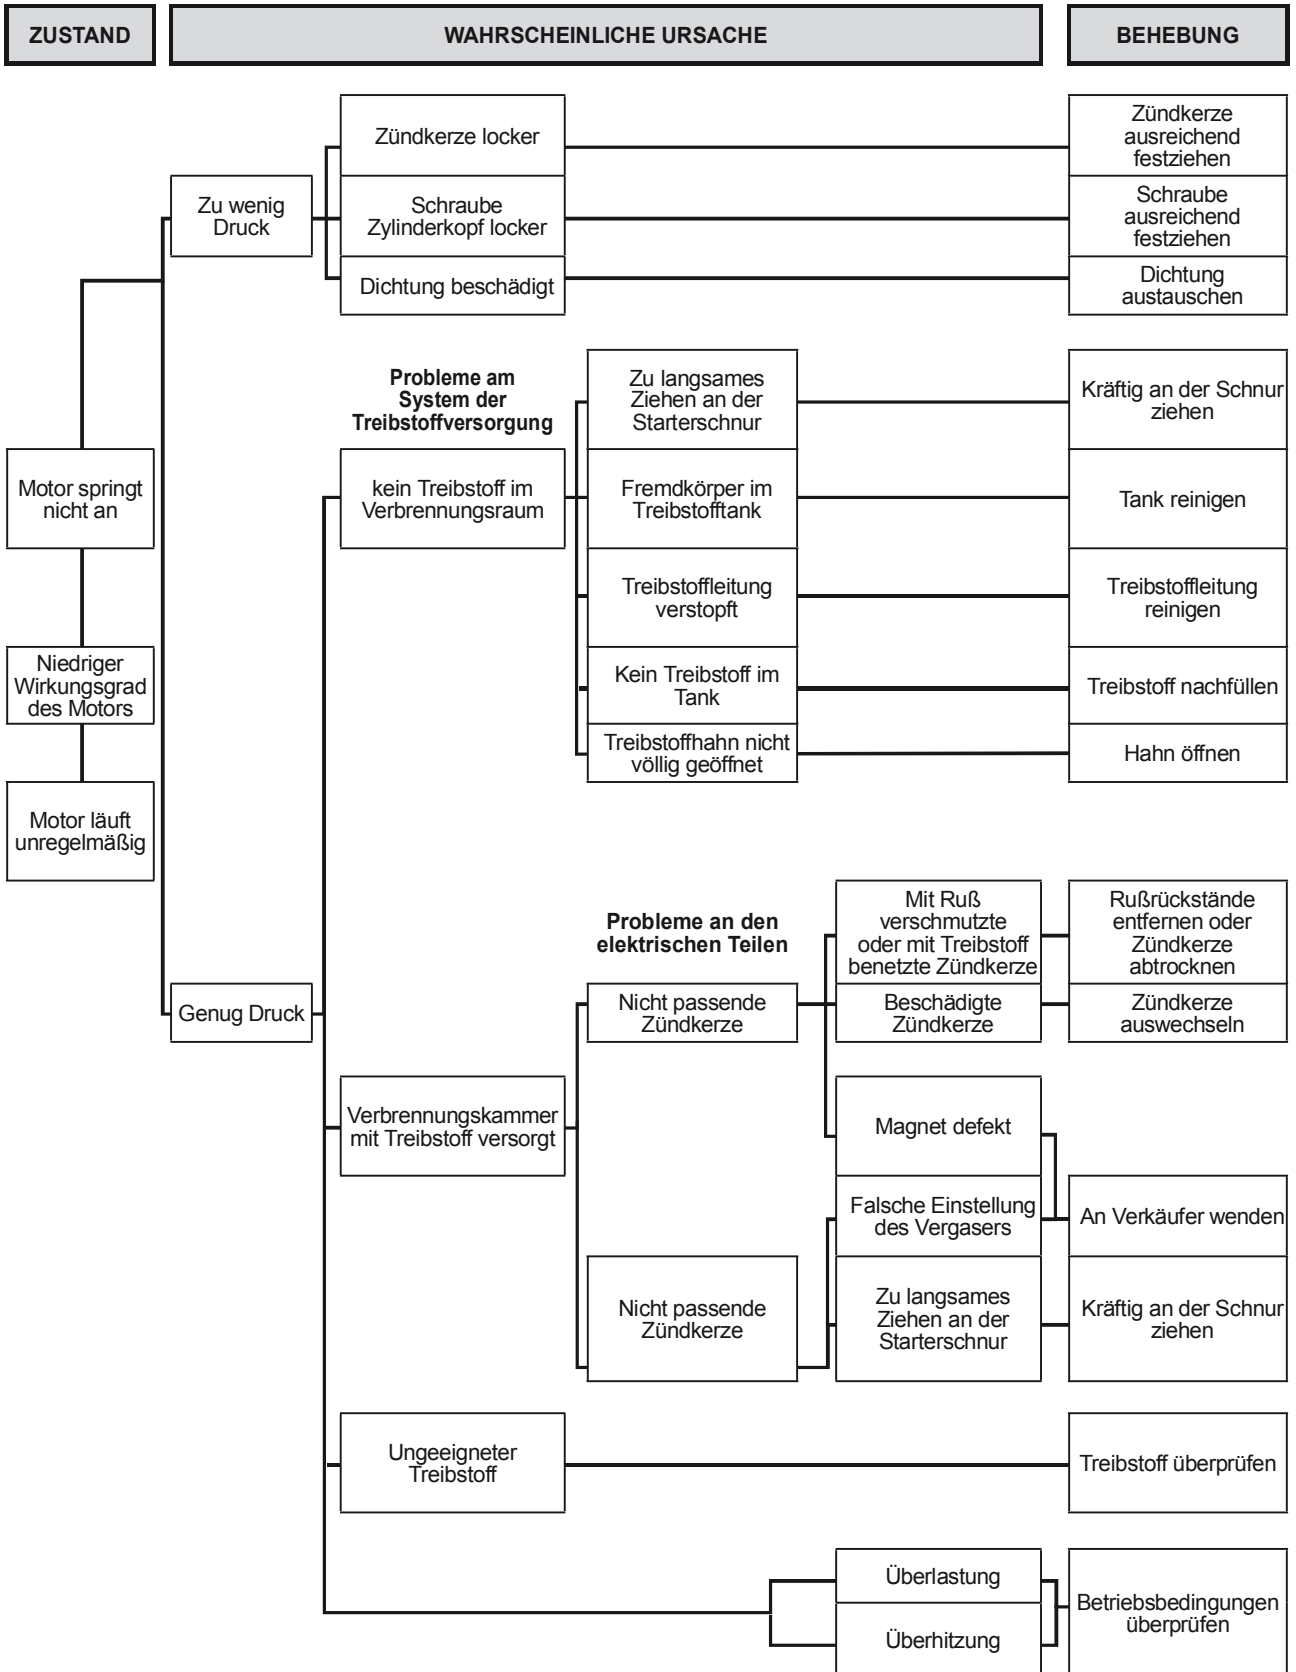 ZUSTAND
WAHRSCHEINLICHE URSACHE
BEHEBUNG
Zündkerze locker
Zündkerze
ausreichend
festziehen
Zu wenig
Druck
Schraube
Zylinderkopf locker
Schraube
ausreichend
festziehen
Dichtung beschädigt
Dichtung
austauschen
Probleme am
System der
Treibstoffversorgung
Zu langsames
Ziehen an der
Starterschnur
Kräftig an der Schnur
ziehen
Motor springt
nicht an
kein Treibstoff im
Verbrennungsraum
Fremdkörper im
Treibstofftank
Tank reinigen
Treibstoffleitung
verstopft
Treibstoffleitung
reinigen
Niedriger
Wirkungsgrad
des Motors
Kein Treibstoff im
Tank
Treibstoff nachfüllen
Treibstoffhahn nicht
völlig geöffnet
Hahn öffnen
Motor läuft
unregelmäßig
Probleme an den
elektrischen Teilen
Mit Ruß
verschmutzte
oder mit Treibstoff
benetzte Zündkerze
Rußrückstände
entfernen oder
Zündkerze
abtrocknen
Genug Druck
Nicht passende
Zündkerze
Beschädigte
Zündkerze
Zündkerze
auswechseln
Verbrennungskammer
mit Treibstoff versorgt
Magnet defekt
Falsche Einstellung
des Vergasers
An Verkäufer wenden
Nicht passende
Zündkerze
Zu langsames
Ziehen an der
Starterschnur
Kräftig an der Schnur
ziehen
Ungeeigneter
Treibstoff
Treibstoff überprüfen
Überlastung
Betriebsbedingungen
überprüfen
Überhitzung